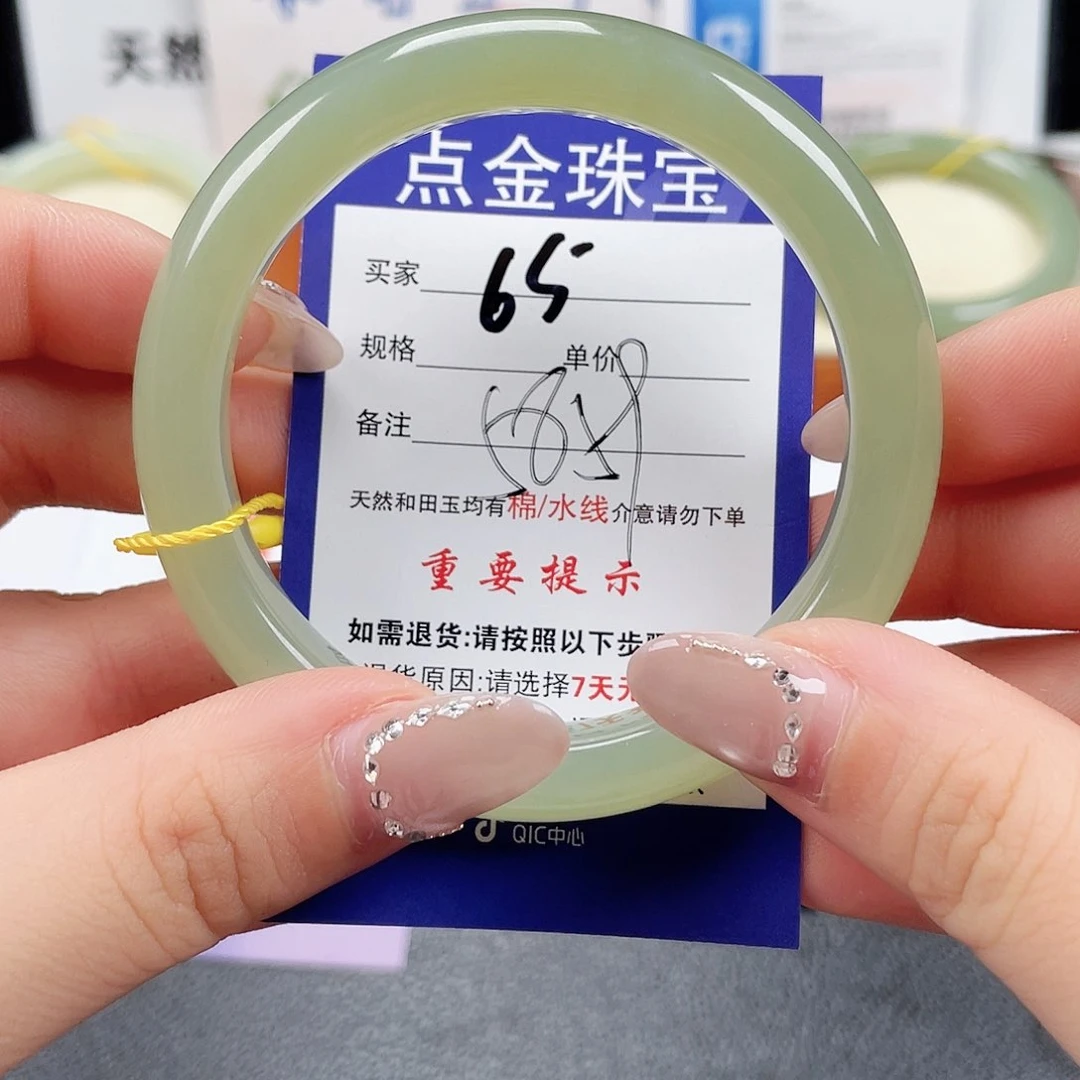 天然
点金珠宝
买家 65
规格 单价
备注
天然和田玉均有棉/水线介意请勿下单
重要提示
如需退货:请按照以下步
退货原因:请选择7天
QIC中心